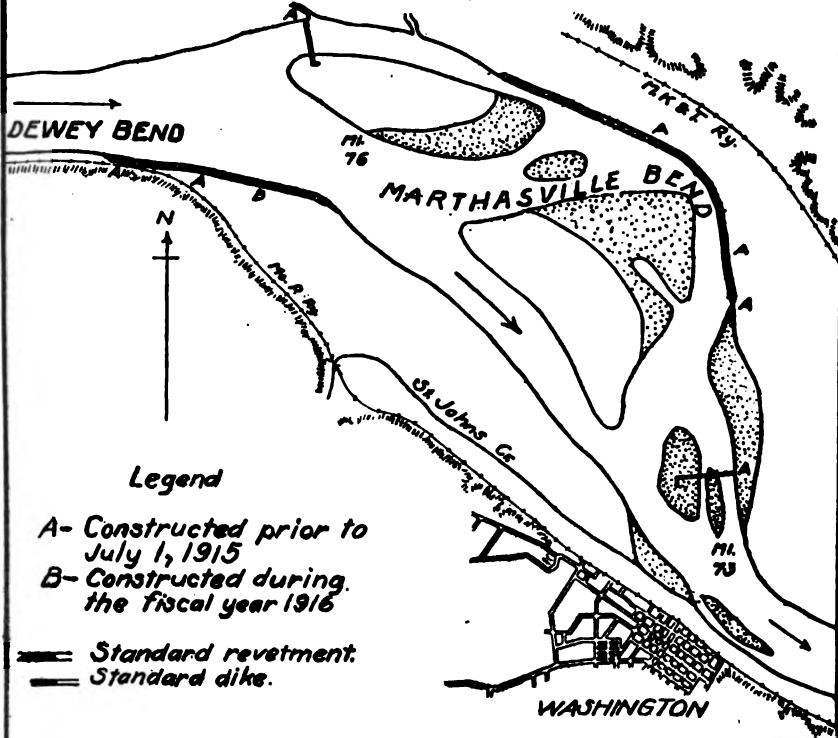 A
M.K.&T. Ry.
A
DEWEY BEND
MI.
76
A
A
B
MARTHASVILLE BEND
N
A
A
Mo. R. Ry.
St. Johns Cr.
A
Legend
A- Constructed prior to
July 1, 1915
B- Constructed during
the fiscal year 1916
Standard revetment.
Standard dike.
MI.
73
WASHINGTON